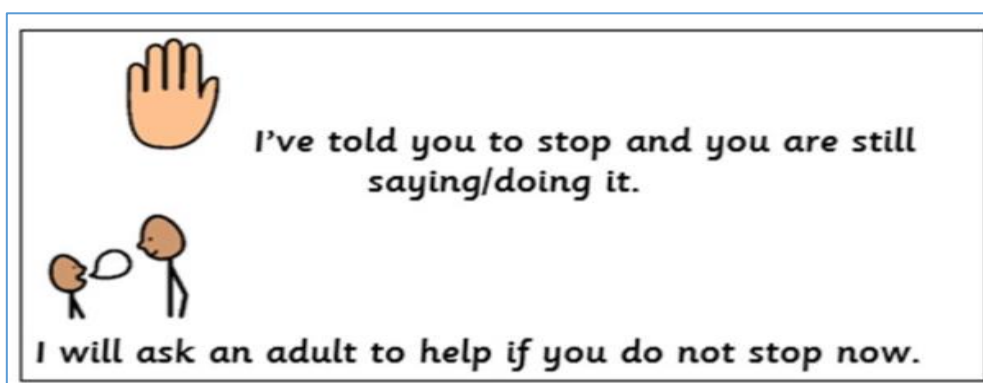 I've told you to stop and you are still
saying/doing it.
I will ask an adult to help if you do not stop now.